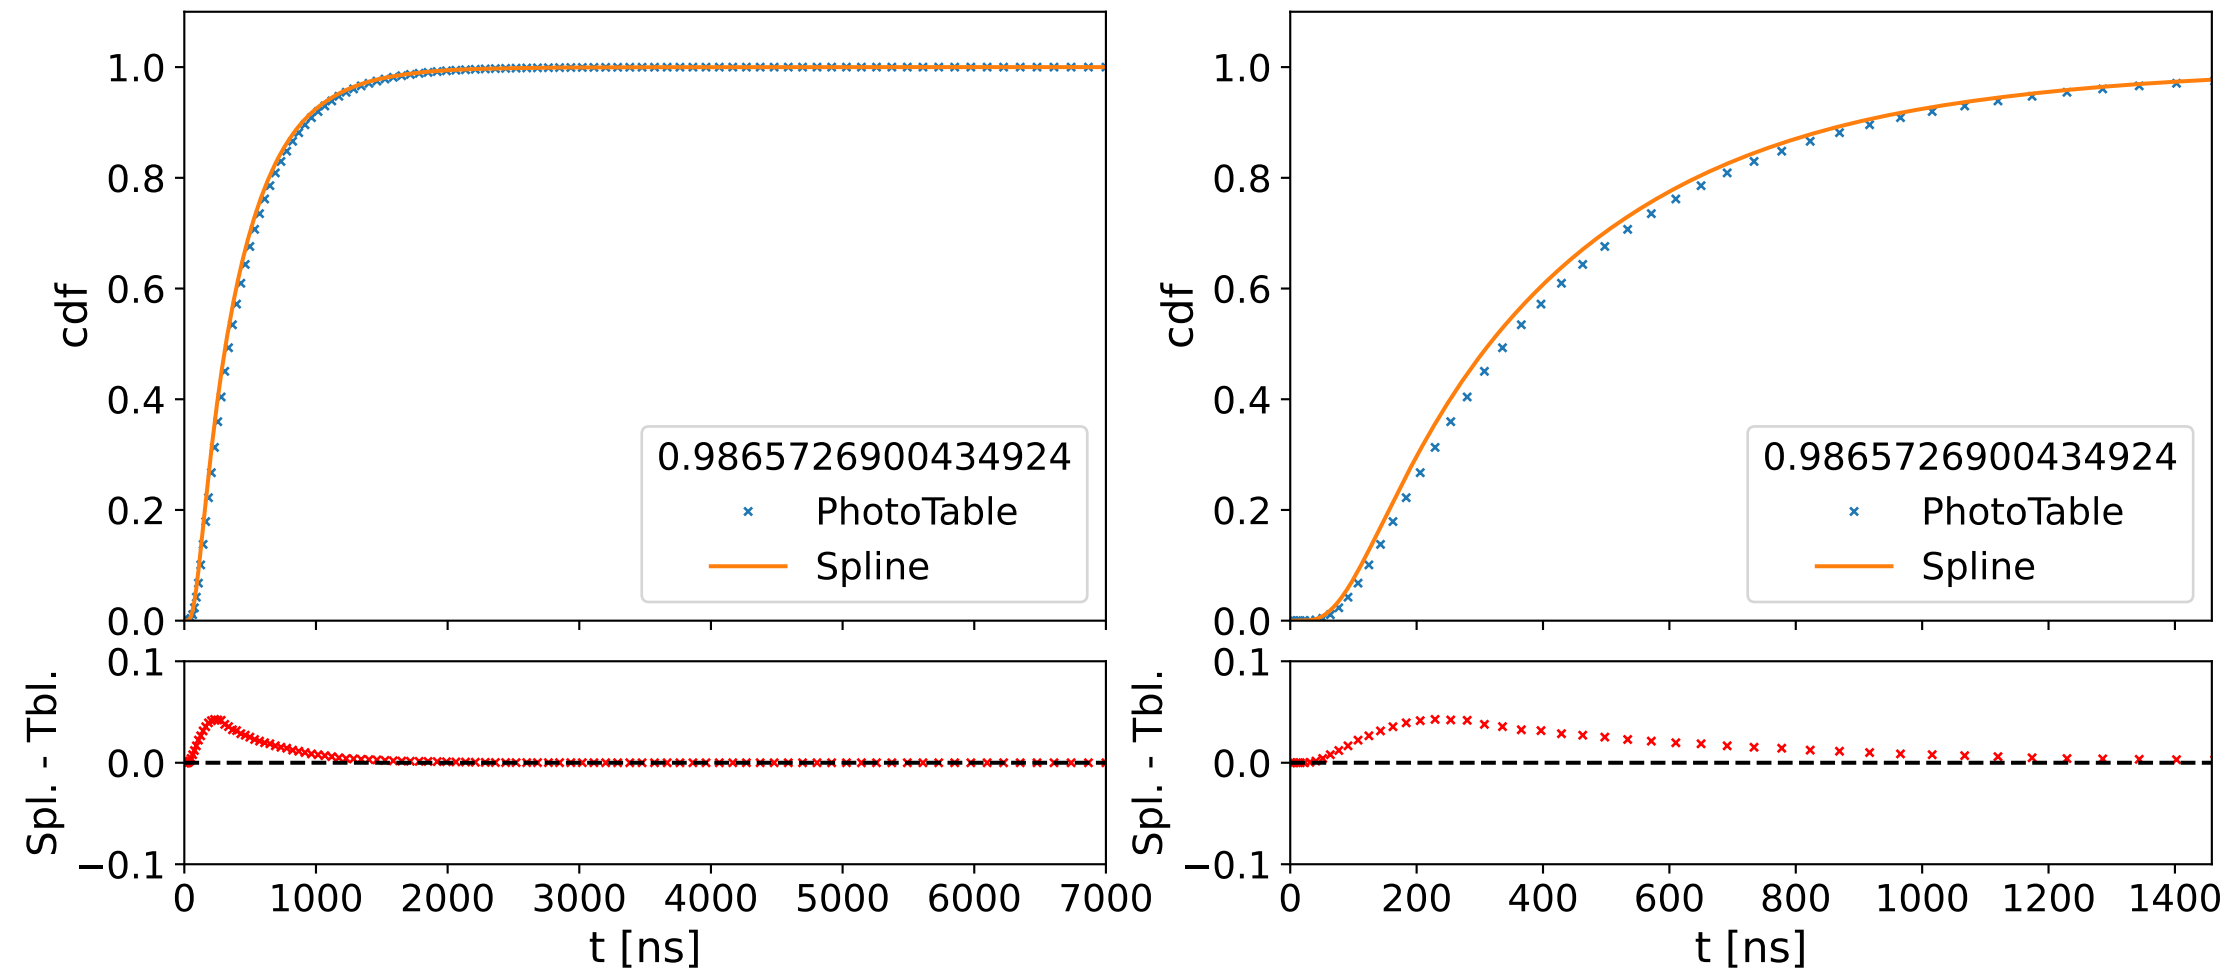 1.0
0.8
0.6
0.4
0.2
0.0
cdf
0.9865726900434924
PhotoTable
Spline
0.1
0.0
−0.1
Spl. - Tbl.
0 1000 2000 3000 4000 5000 6000 7000
t [ns]
1.0
0.8
0.6
0.4
0.2
0.0
cdf
0.9865726900434924
PhotoTable
Spline
0.1
0.0
−0.1
Spl. - Tbl.
0 200 400 600 800 1000 1200 1400
t [ns]